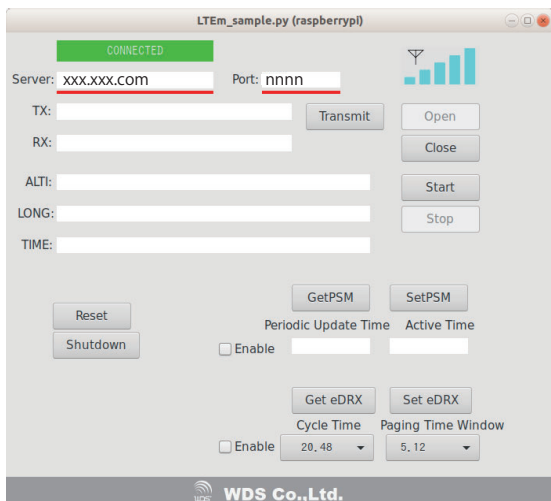 LTEm_sample.py (raspberrypi)
CONNECTED
Server: xxx.xxx.com Port: nnnn
TX: Transmit Open
RX: Close
ALTI: Start
LONG: Stop
TIME:
GetPSM SetPSM
Reset
Periodic Update Time Active Time
Shutdown
Enable
Get eDRX Set eDRX
Cycle Time Paging Time Window
Enable 20.48 5.12
WDS WDS Co.,Ltd.